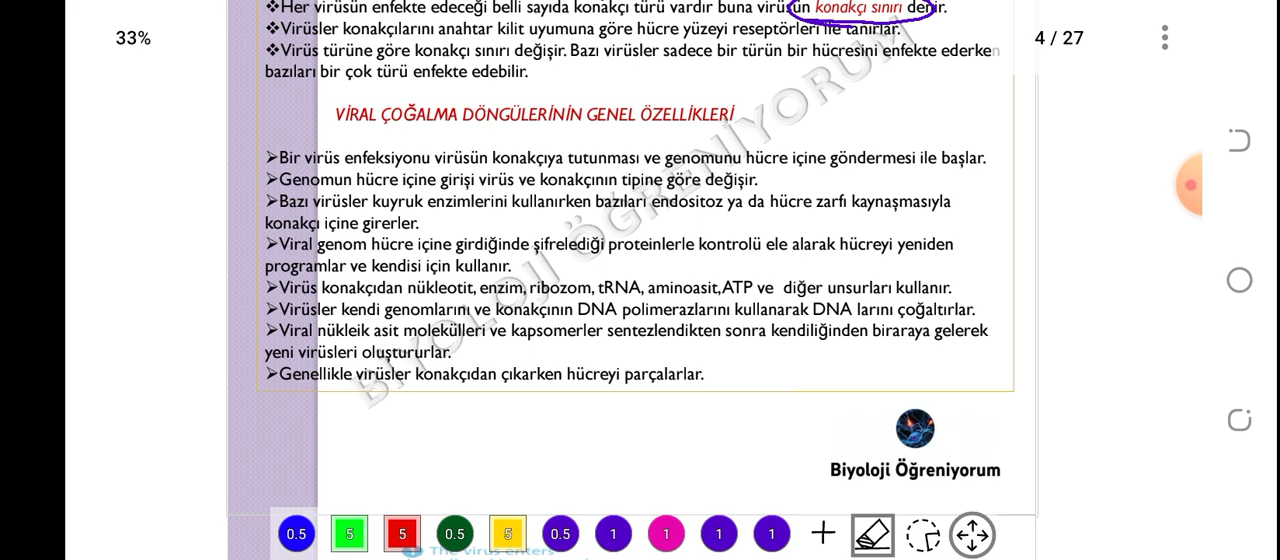 ❖Her virüsün enfekte edeceği belli sayıda konakçı türü vardır buna virüsün konakçı sınırı denir.
33%
❖Virüsler konakçılarını anahtar kilit uyumuna göre hücre yüzeyi reseptörleri ile tanırlar.
4 / 27
❖Virüs türüne göre konakçı sınırı değişir. Bazı virüsler sadece bir türün bir hücresini enfekte ederken
bazıları bir çok türü enfekte edebilir.
VİRAL ÇOĞALMA DÖNGÜLERİNİN GENEL ÖZELLİKLERİ
➤Bir virüs enfeksiyonu virüsün konakçıya tutunması ve genomunu hücre içine göndermesi ile başlar.
➤Genomun hücre içine girişi virüs ve konakçının tipine göre değişir.
➤Bazı virüsler kuyruk enzimlerini kullanırken bazıları endositoz ya da hücre zarfı kaynaşmasıyla
konakçı içine girerler.
➤Viral genom hücre içine girdiğinde şifrelediği proteinlerle kontrolü ele alarak hücreyi yeniden
programlar ve kendisi için kullanır.
➤Virüs konakçıdan nükleotit, enzim, ribozom, tRNA, aminoasit,ATP ve diğer unsurları kullanır.
➤Virüsler kendi genomlarını ve konakçının DNA polimerazlarını kullanarak DNA larını çoğaltırlar.
➤Viral nükleik asit molekülleri ve kapsomerler sentezlendikten sonra kendiliğinden biraraya gelerek
yeni virüsleri oluştururlar.
➤Genellikle virüsler konakçıdan çıkarken hücreyi parçalarlar.
BİYOLOJİ ÖĞRENİYORUM
Biyoloji Öğreniyorum
0.5 5 5 0.5 5 0.5 1 1 1 1
1 The virus enters